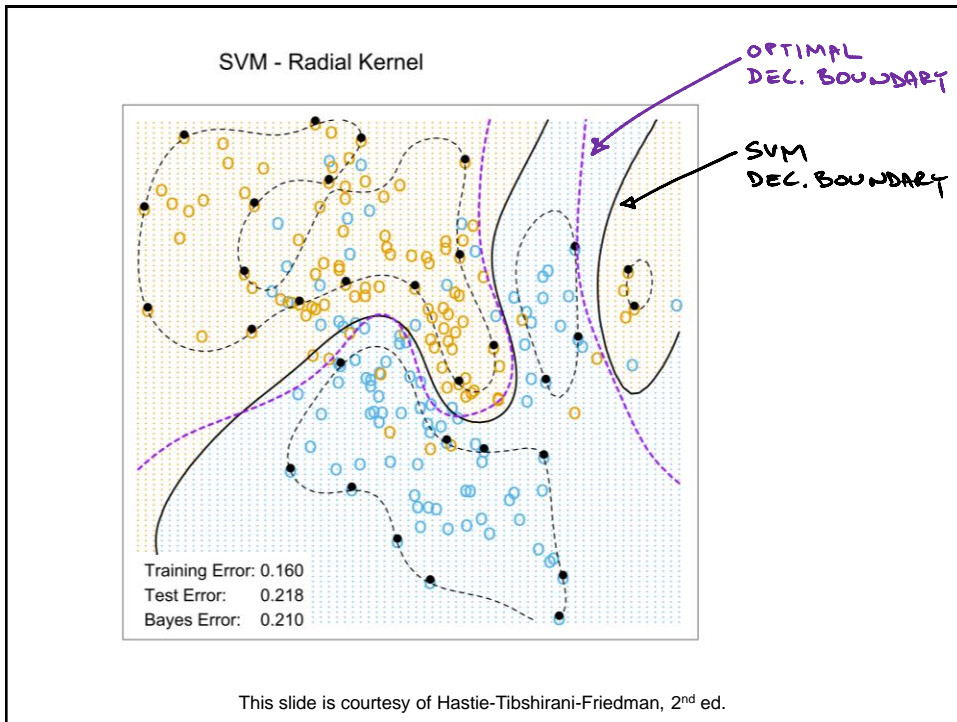 SVM - Radial Kernel
OPTIMAL
DEC. BOUNDARY
SVM
DEC. BOUNDARY
Training Error: 0.160
Test Error: 0.218
Bayes Error: 0.210
This slide is courtesy of Hastie-Tibshirani-Friedman, 2nd ed.